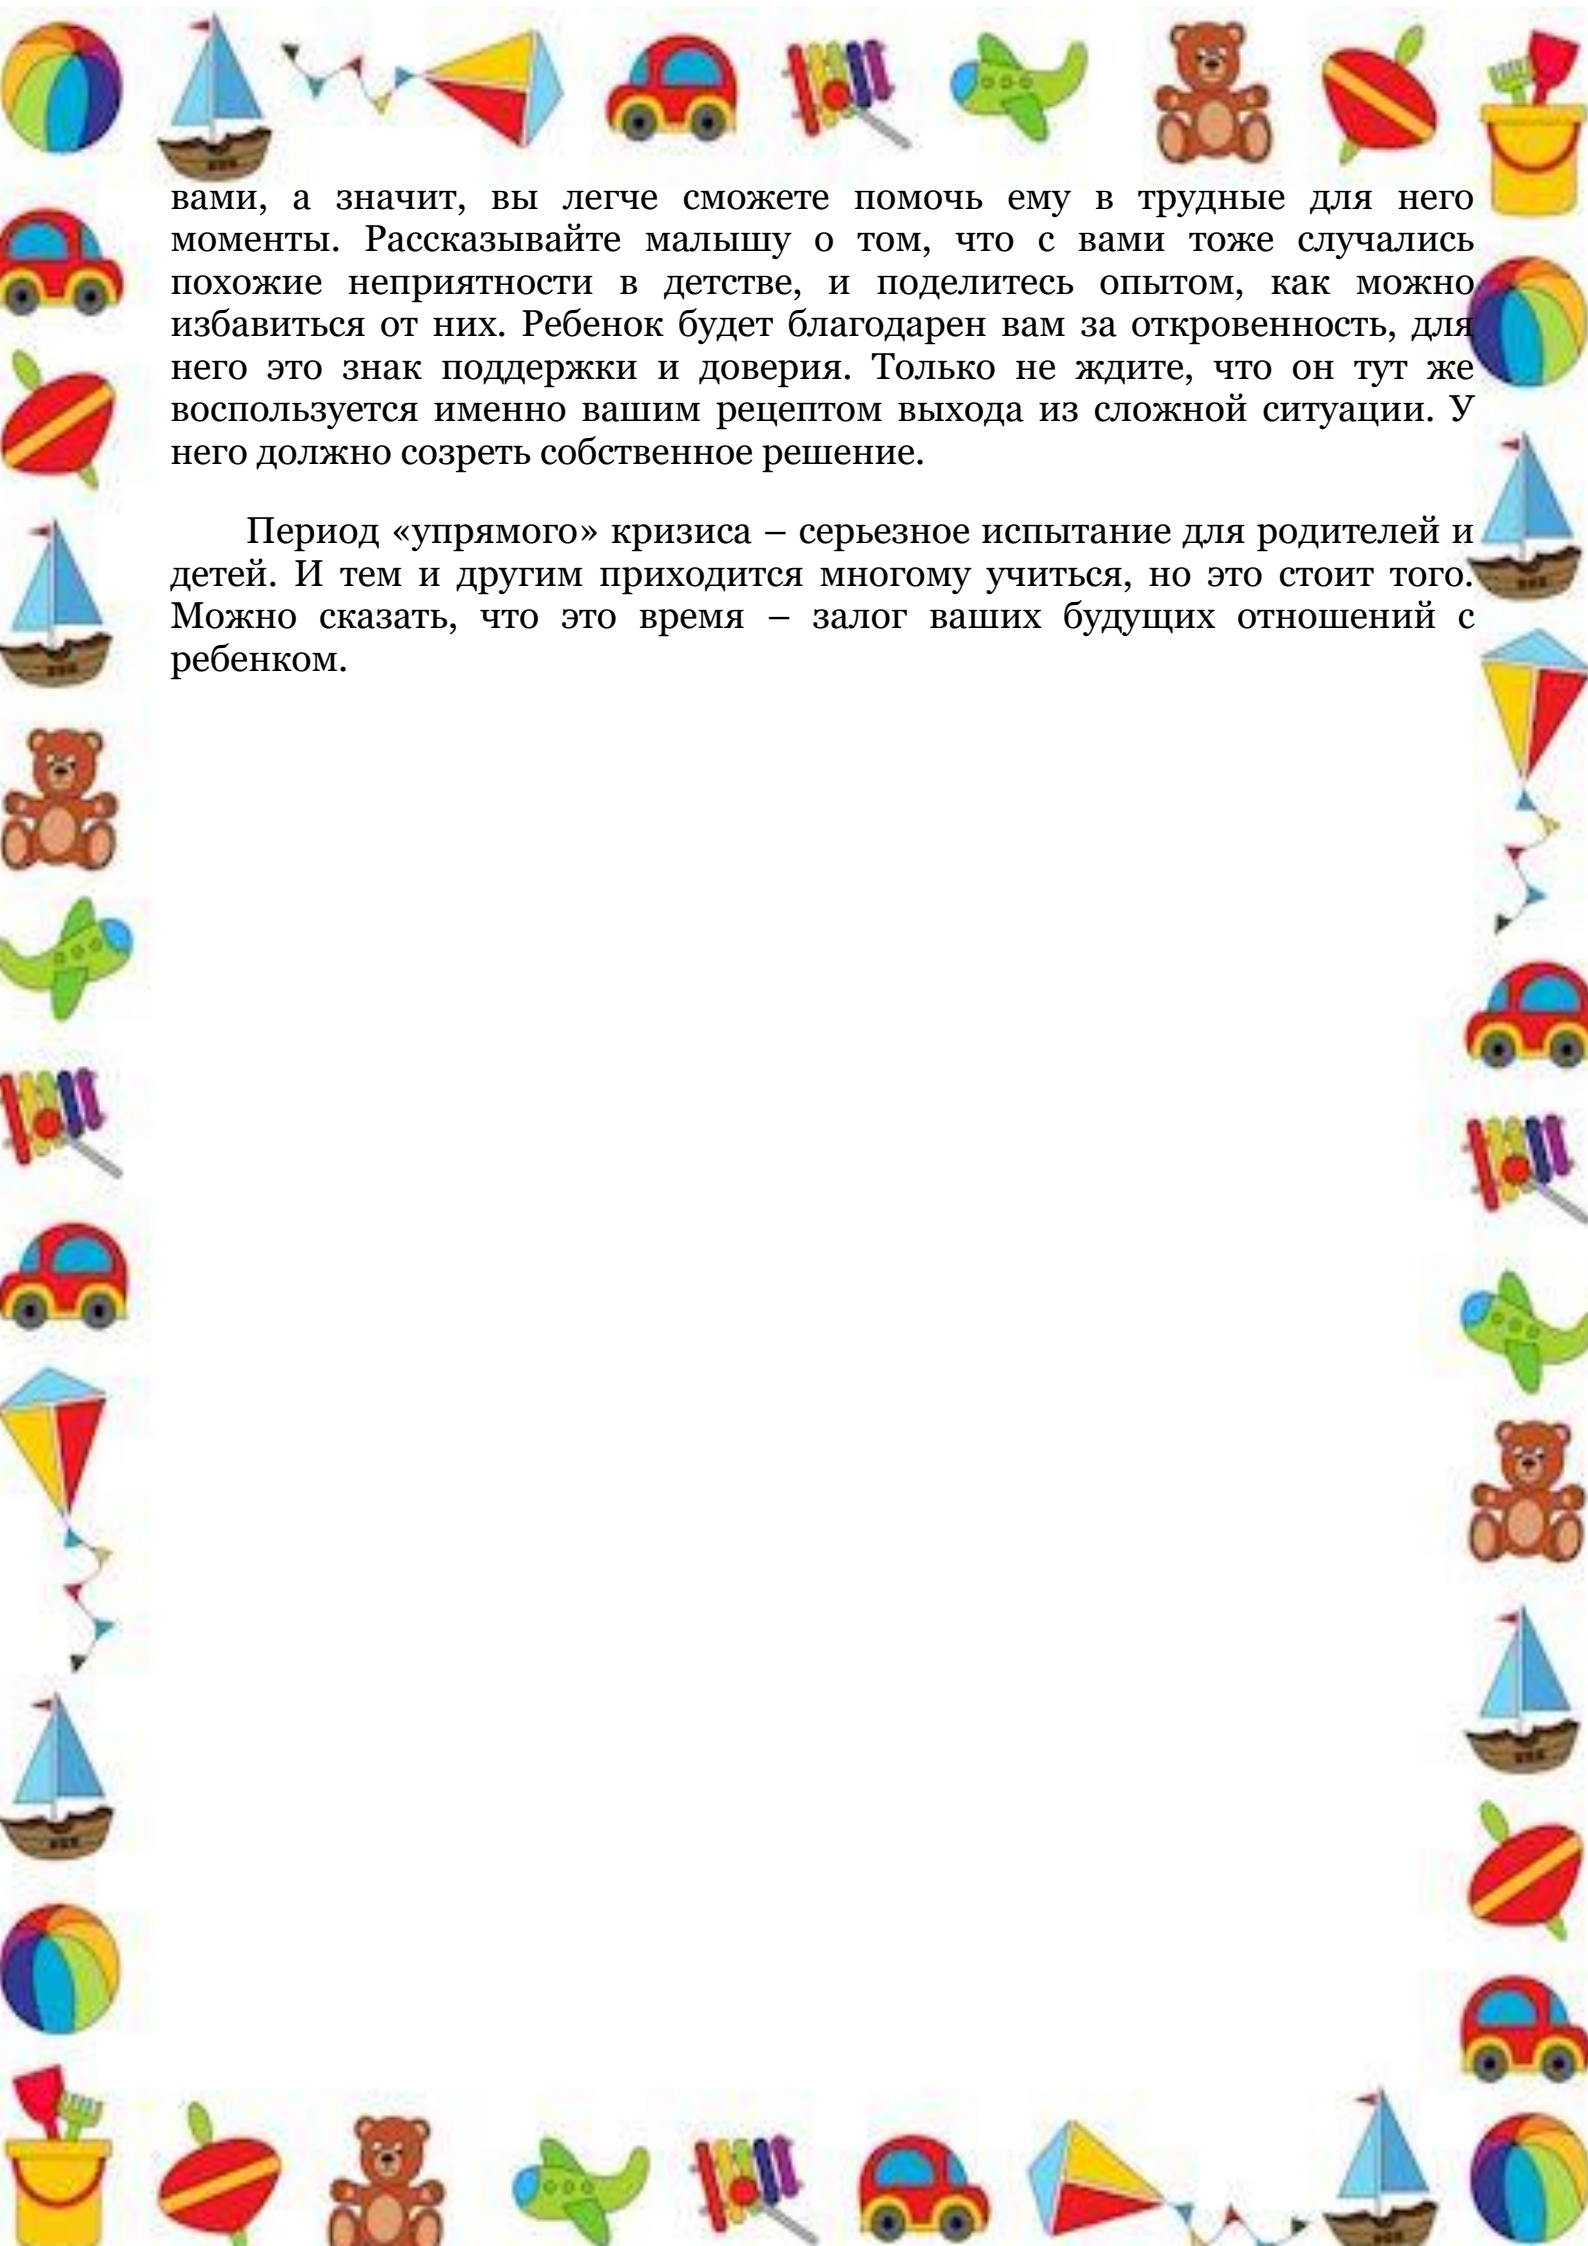 вами, а значит, вы легче сможете помочь ему в трудные для него
моменты. Рассказывайте малышу о том, что с вами тоже случались
похожие неприятности в детстве, и поделитесь опытом, как можно
избавиться от них. Ребенок будет благодарен вам за откровенность, для
него это знак поддержки и доверия. Только не ждите, что он тут же
воспользуется именно вашим рецептом выхода из сложной ситуации. У
него должно созреть собственное решение.
Период «упрямого» кризиса – серьезное испытание для родителей и
детей. И тем и другим приходится многому учиться, но это стоит того.
Можно сказать, что это время – залог ваших будущих отношений с
ребенком.